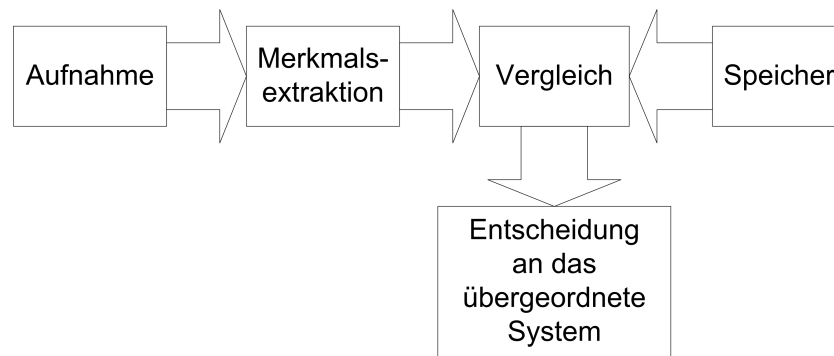 Aufnahme
Merkmals-
extraktion
Vergleich
Speicher
Entscheidung
an das
übergeordnete
System